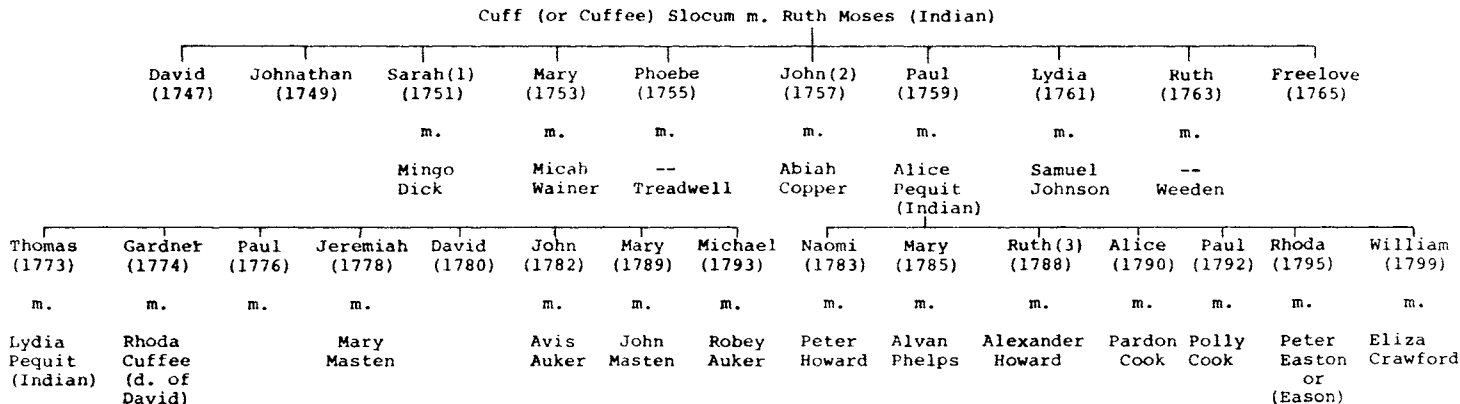 Cuff (or Cuffee) Slocum m. Ruth Moses (Indian)
David Johnathan Sarah(1) Mary Phoebe John(2) Paul Lydia Ruth Freelove
(1747) (1749) (1751) (1753) (1755) (1757) (1759) (1761) (1763) (1765)
m. m. m. m. m. m. m.
Mingo Micah -- Abiah Alice Samuel --
Dick Wainer Treadwell Copper Pequit Johnson Weeden
(Indian)
Thomas Gardner Paul Jeremiah David John Mary Michael Naomi Mary Ruth(3) Alice Paul Rhoda William
(1773) (1774) (1776) (1778) (1780) (1782) (1789) (1793) (1783) (1785) (1788) (1790) (1792) (1795) (1799)
m. m. m. m. m. m. m. m. m. m. m. m. m. m.
Lydia Rhoda Mary Avis John Robey Peter Alvan Alexander Pardon Polly Peter Eliza
Pequit Cuffee Masten Auker Masten Auker Howard Phelps Howard Cook Cook Easton Crawford
(Indian) (d. of or
David) (Eason)